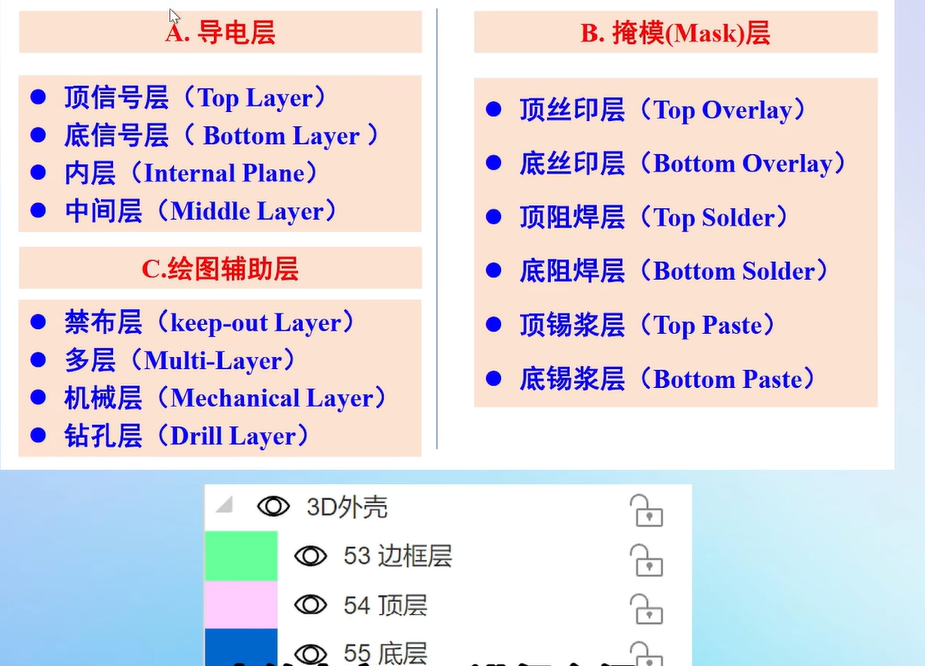 A. 导电层
顶信号层（Top Layer）
底信号层（ Bottom Layer ）
内层（Internal Plane）
中间层（Middle Layer）
C.绘图辅助层
禁布层（keep-out Layer）
多层（Multi-Layer）
机械层（Mechanical Layer）
钻孔层（Drill Layer）
B. 掩模(Mask)层
顶丝印层（Top Overlay）
底丝印层（Bottom Overlay）
顶阻焊层（Top Solder）
底阻焊层（Bottom Solder）
顶锡浆层（Top Paste）
底锡浆层（Bottom Paste）
3D外壳
53 边框层
54 顶层
55 底层